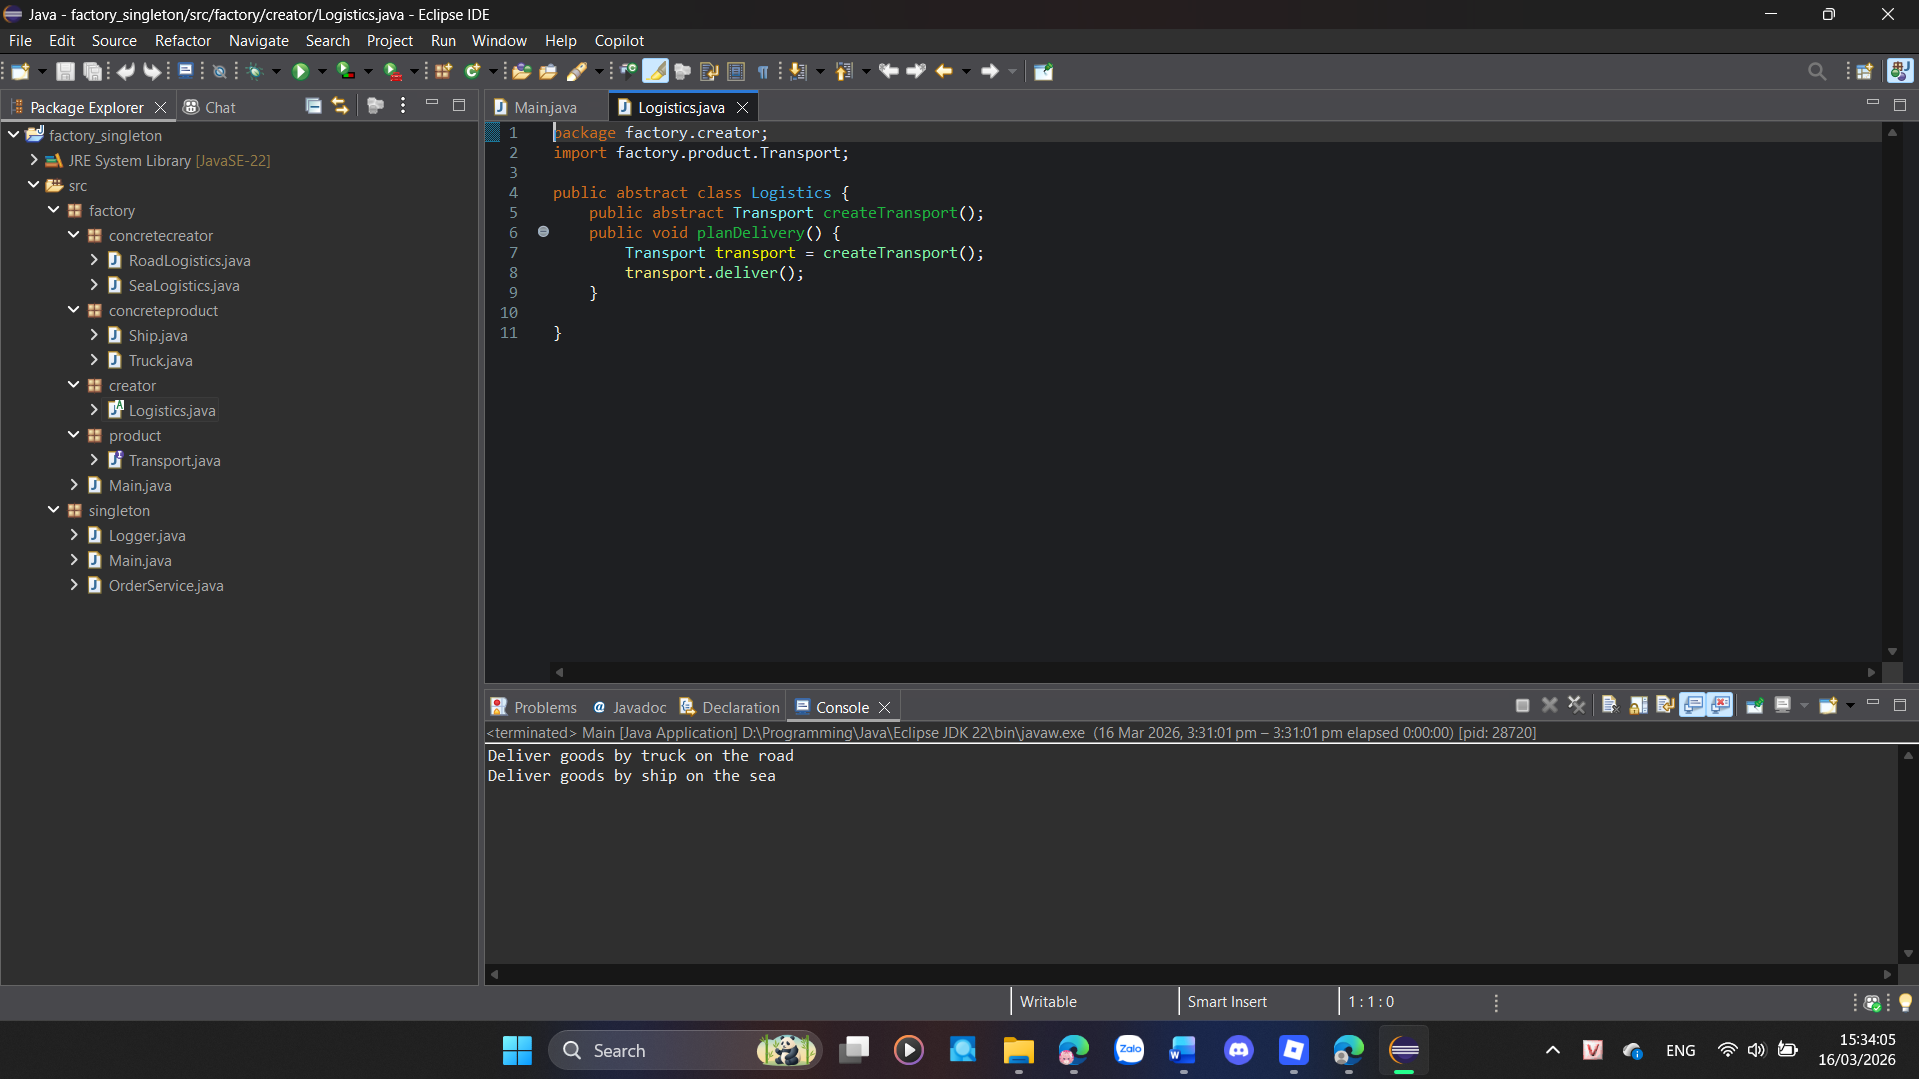 Java - factory_singleton/src/factory/creator/Logistics.java - Eclipse IDE
File Edit Source Refactor Navigate Search Project Run Window Help Copilot
Package Explorer
Chat
factory_singleton
JRE System Library [JavaSE-22]
src
factory
concretecreator
RoadLogistics.java
SeaLogistics.java
concreteproduct
Ship.java
Truck.java
creator
Logistics.java
product
Transport.java
Main.java
singleton
Logger.java
Main.java
OrderService.java
Main.java
Logistics.java
1 package factory.creator;
2 import factory.product.Transport;
3
4 public abstract class Logistics {
5 public abstract Transport createTransport();
6 public void planDelivery() {
7 Transport transport = createTransport();
8 transport.deliver();
9 }
10
11 }
Problems @ Javadoc Declaration Console
<terminated> Main [Java Application] D:\Programming\Java\Eclipse JDK 22\bin\javaw.exe (16 Mar 2026, 3:31:01 pm – 3:31:01 pm elapsed 0:00:00) [pid: 28720]
Deliver goods by truck on the road
Deliver goods by ship on the sea
Writable
Smart Insert
1 : 1 : 0
Search
Zalo
W
V
ENG
15:34:05
16/03/2026